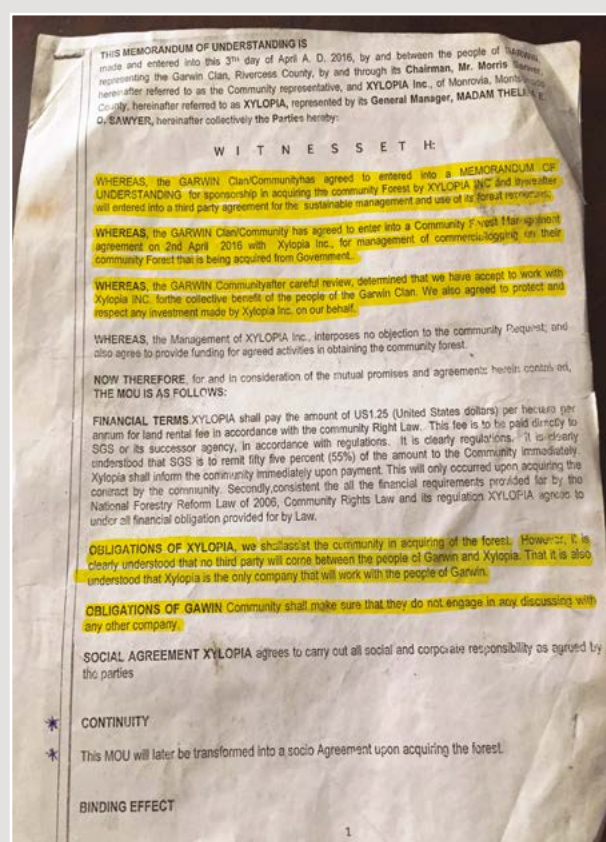 THIS MEMORANDUM OF UNDERSTANDING IS
made and entered into this 3TH day of April A. D. 2016, by and between the people of
representing the Garwin Clan, Rivercess County, by and through its Chairman, Mr. Morris
hereinafter referred to as the Community representative, and XYLOPIA Inc., of Monrovia,
County, hereinafter referred to as XYLOPIA, represented by its General Manager, MADAM
D. SAWYER, hereinafter collectively the Parties hereby:
W I T N E S S E T H:
WHEREAS, the GARWIN Clan/Communityhas agreed to entered into a MEMORANDUM OF
UNDERSTANDING for sponsorship in acquiring the community Forest by XYLOPIA INC and thereafter
will entered into a third party agreement for the sustainable management and use of its forest
WHEREAS, the GARWIN Clan/Community has agreed to enter into a Community Forest Management
agreement on 2nd April 2016 with Xylopia Inc., for management of commercial logging on their
community Forest that is being acquired from Government.
WHEREAS, the GARWIN Communityafter careful review, determined that we have accept to work with
Xylopia INC. forthe collective benefit of the people of the Garwin Clan. We also agreed to protect and
respect any investment made by Xylopia Inc. on our behalf.
WHEREAS, the Management of XYLOPIA Inc., interposes no objection to the community Request; and
also agree to provide funding for agreed activities in obtaining the community forest.
NOW THEREFORE, for and in consideration of the mutual promises and agreements herein
THE MOU IS AS FOLLOWS:
FINANCIAL TERMS.XYLOPIA shall pay the amount of US1.25 (United States dollars) per hectare per
annum for land rental fee in accordance with the community Right Law. This fee is to be paid directly to
SGS or its successor agency, in accordance with regulations. It is clearly regulations. It is clearly
understood that SGS is to remit fifty five percent (55%) of the amount to the Community immediately.
Xylopia shall inform the community immediately upon payment. This will only occurred upon acquiring the
contract by the community. Secondly,consistent the all the financial requirements provided for by the
National Forestry Reform Law of 2006, Community Rights Law and its regulation XYLOPIA agrees to
under all financial obligation provided for by Law.
OBLIGATIONS OF XYLOPIA, we shallassist the community in acquiring of the forest. However, it is
clearly understood that no third party will come between the people of Garwin and Xylopia. That it is also
understood that Xylopia is the only company that will work with the people of Garwin.
OBLIGATIONS OF GAWIN Community shall make sure that they do not engage in any discussing with
any other company.
SOCIAL AGREEMENT XYLOPIA agrees to carry out all social and corporate responsibility as agrued by
the parties
* CONTINUITY
* This MOU will later be transformed into a socio Agreement upon acquiring the forest.
BINDING EFFECT
1